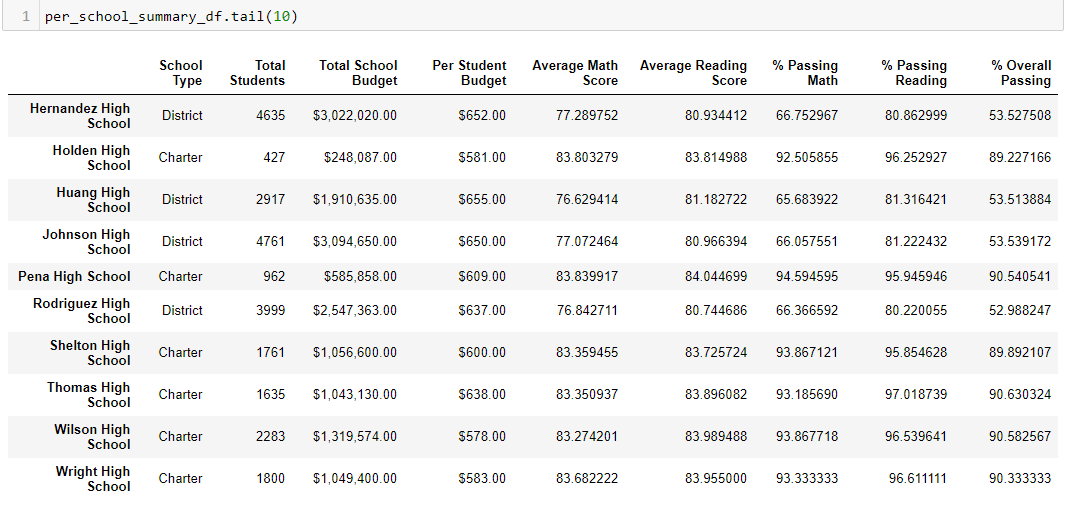 1 per_school_summary_df.tail(10)
School Type Total Students Total School Budget Per Student Budget Average Math Score Average Reading Score % Passing Math % Passing Reading % Overall Passing
Hernandez High School District 4635 $3,022,020.00 $652.00 77.289752 80.934412 66.752967 80.862999 53.527508
Holden High School Charter 427 $248,087.00 $581.00 83.803279 83.814988 92.505855 96.252927 89.227166
Huang High School District 2917 $1,910,635.00 $655.00 76.629414 81.182722 65.683922 81.316421 53.513884
Johnson High School District 4761 $3,094,650.00 $650.00 77.072464 80.966394 66.057551 81.222432 53.539172
Pena High School Charter 962 $585,858.00 $609.00 83.839917 84.044699 94.594595 95.945946 90.540541
Rodriguez High School District 3999 $2,547,363.00 $637.00 76.842711 80.744686 66.366592 80.220055 52.988247
Shelton High School Charter 1761 $1,056,600.00 $600.00 83.359455 83.725724 93.867121 95.854628 89.892107
Thomas High School Charter 1635 $1,043,130.00 $638.00 83.350937 83.896082 93.185690 97.018739 90.630324
Wilson High School Charter 2283 $1,319,574.00 $578.00 83.274201 83.989488 93.867718 96.539641 90.582567
Wright High School Charter 1800 $1,049,400.00 $583.00 83.682222 83.955000 93.333333 96.611111 90.333333